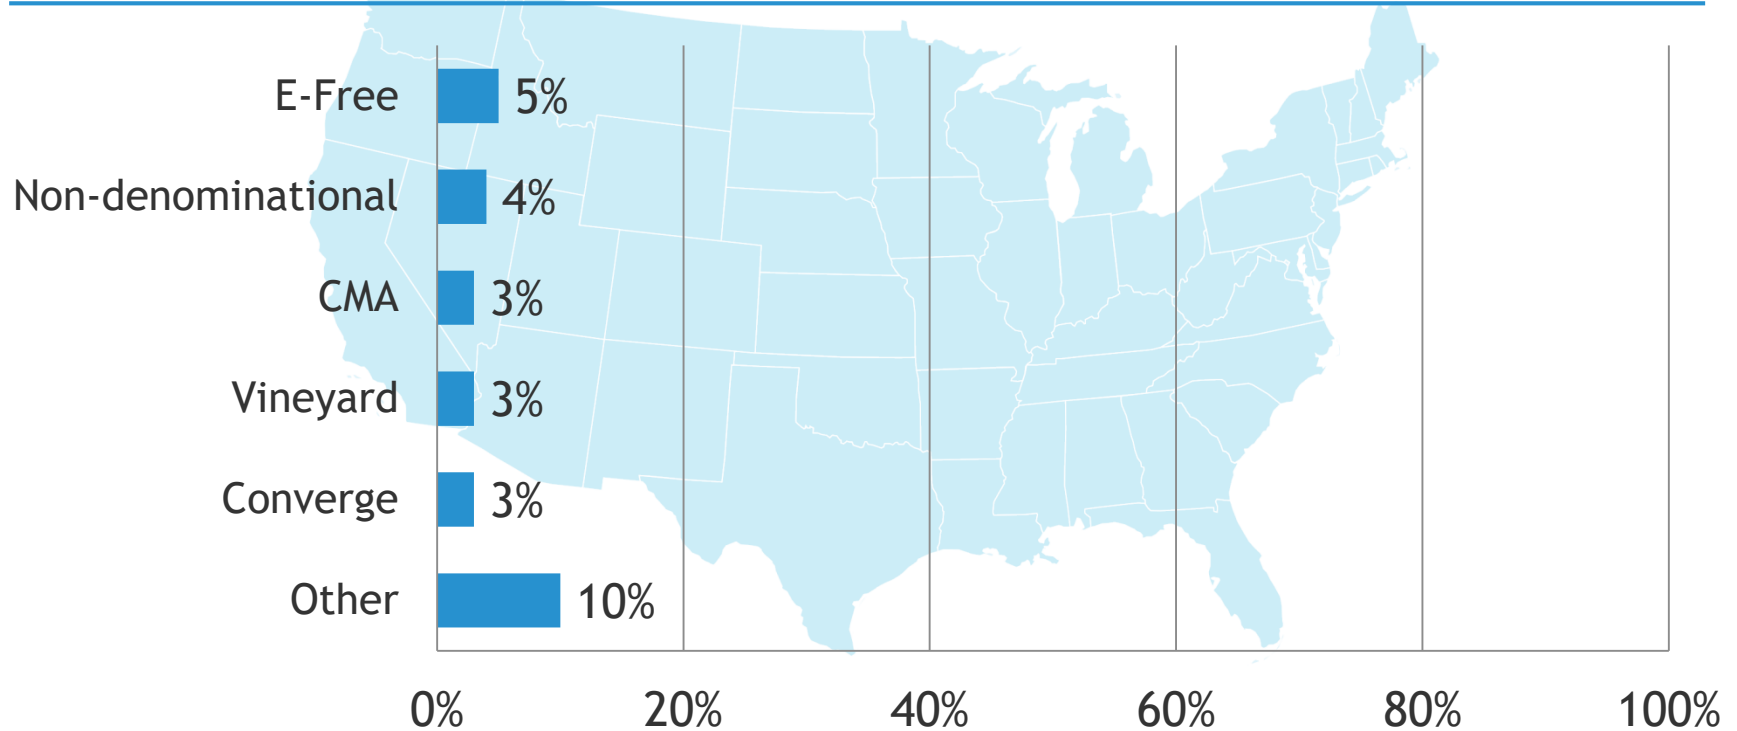 E-Free 5%
Non-denominational 4%
CMA 3%
Vineyard 3%
Converge 3%
Other 10%
0% 20% 40% 60% 80% 100%